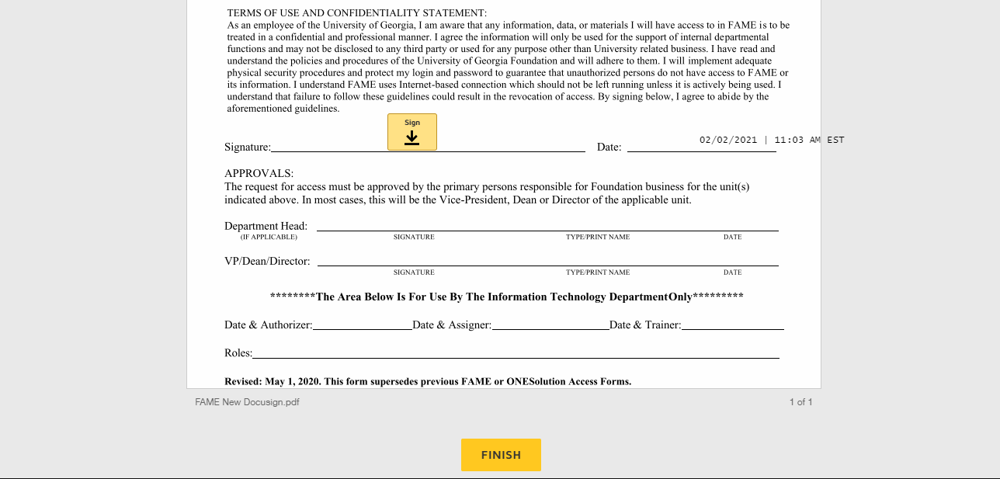 TERMS OF USE AND CONFIDENTIALITY STATEMENT:
As an employee of the University of Georgia, I am aware that any information, data, or materials I will have access to in FAME is to be
treated in a confidential and professional manner. I agree the information will only be used for the support of internal departmental
functions and may not be disclosed to any third party or used for any purpose other than University related business. I have read and
understand the policies and procedures of the University of Georgia Foundation and will adhere to them. I will implement adequate
physical security procedures and protect my login and password to guarantee that unauthorized persons do not have access to FAME or
its information. I understand FAME uses Internet-based connection which should not be left running unless it is actively being used. I
understand that failure to follow these guidelines could result in the revocation of access. By signing below, I agree to abide by the
aforementioned guidelines.
Sign
Signature: Date: 02/02/2021 | 11:03 AM EST
APPROVALS:
The request for access must be approved by the primary persons responsible for Foundation business for the unit(s)
indicated above. In most cases, this will be the Vice-President, Dean or Director of the applicable unit.
Department Head:
(IF APPLICABLE) SIGNATURE TYPE/PRINT NAME DATE
VP/Dean/Director:
SIGNATURE TYPE/PRINT NAME DATE
********The Area Below Is For Use By The Information Technology Department Only*********
Date & Authorizer: Date & Assigner: Date & Trainer:
Roles:
Revised: May 1, 2020. This form supersedes previous FAME or ONESolution Access Forms.
FAME New Docusign.pdf 1 of 1
FINISH